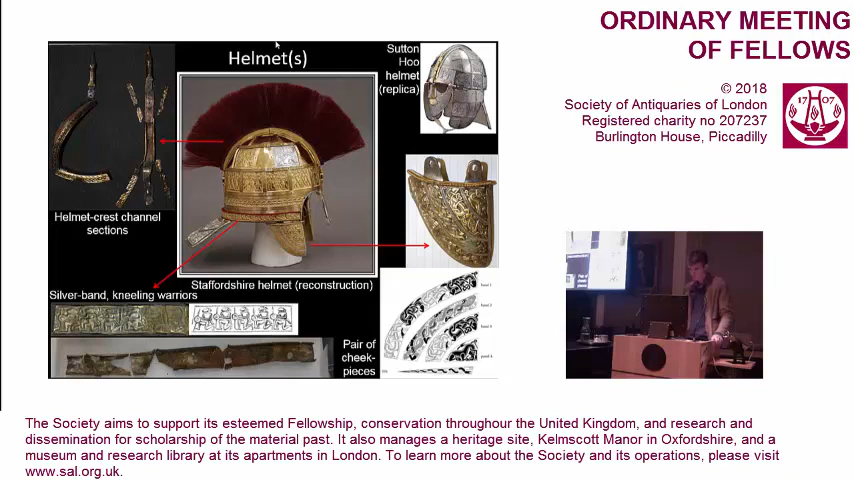 ORDINARY MEETING
OF FELLOWS
© 2018
Society of Antiquaries of London
Registered charity no 207237
Burlington House, Piccadilly
17 07
Helmet(s)
Sutton
Hoo
helmet
(replica)
Helmet-crest channel
sections
Staffordshire helmet (reconstruction)
Silver-band, kneeling warriors
Pair of
cheek-
pieces
The Society aims to support its esteemed Fellowship, conservation throughour the United Kingdom, and research and
dissemination for scholarship of the material past. It also manages a heritage site, Kelmscott Manor in Oxfordshire, and a
museum and research library at its apartments in London. To learn more about the Society and its operations, please visit
www.sal.org.uk.